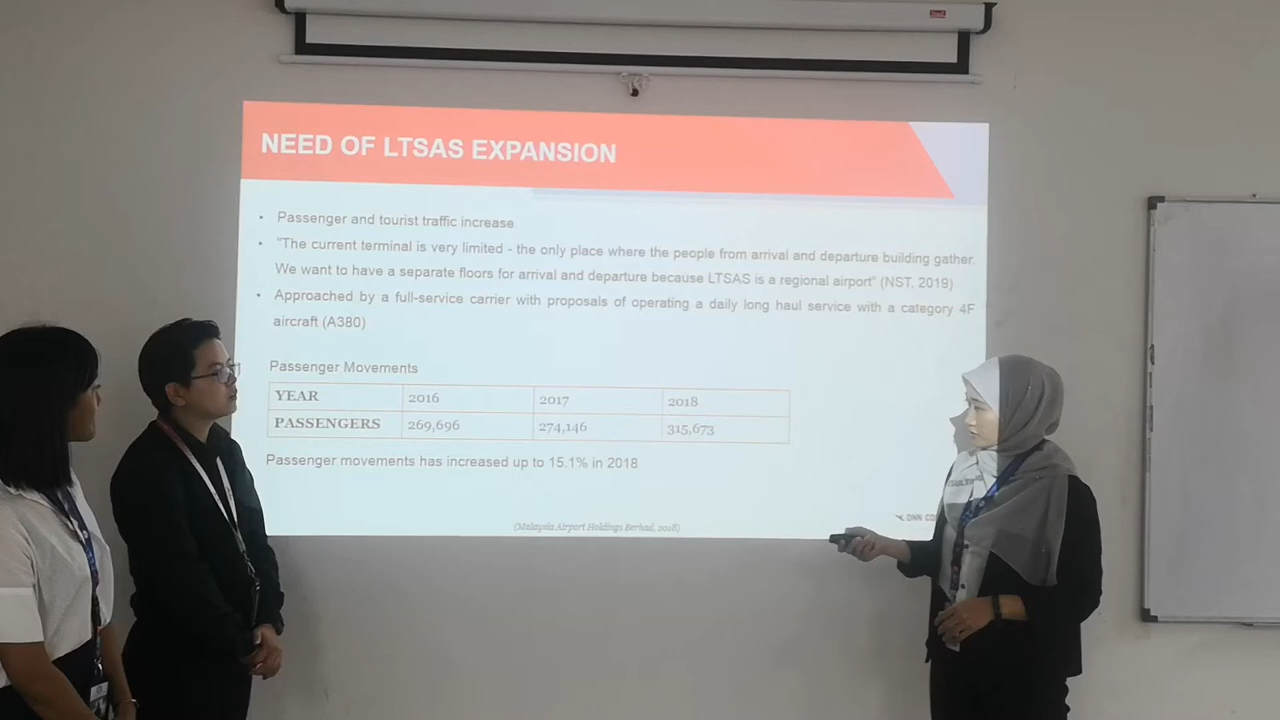 NEED OF LTSAS EXPANSION
• Passenger and tourist traffic increase
• "The current terminal is very limited - the only place where the people from arrival and departure building gather.
We want to have a separate floors for arrival and departure because LTSAS is a regional airport" (NST, 2019)
• Approached by a full-service carrier with proposals of operating a daily long haul service with a category 4F
aircraft (A380)
Passenger Movements
YEAR 2016 2017 2018
PASSENGERS 269,696 274,146 315,673
Passenger movements has increased up to 15.1% in 2018
(Malaysia Airport Holdings Berhad, 2018)
DNN